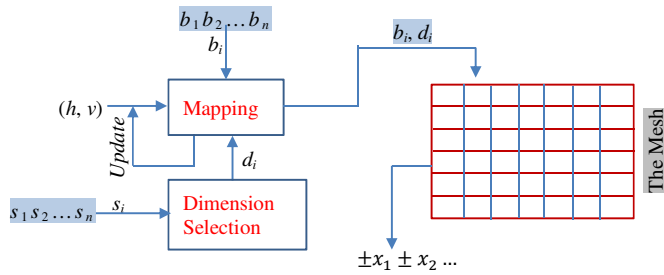 b₁ b₂ … bₙ
bᵢ
bᵢ, dᵢ
(h, v)
Mapping
Update
dᵢ
The Mesh
s₁ s₂ … sₙ
sᵢ
Dimension
Selection
±x₁ ± x₂ …